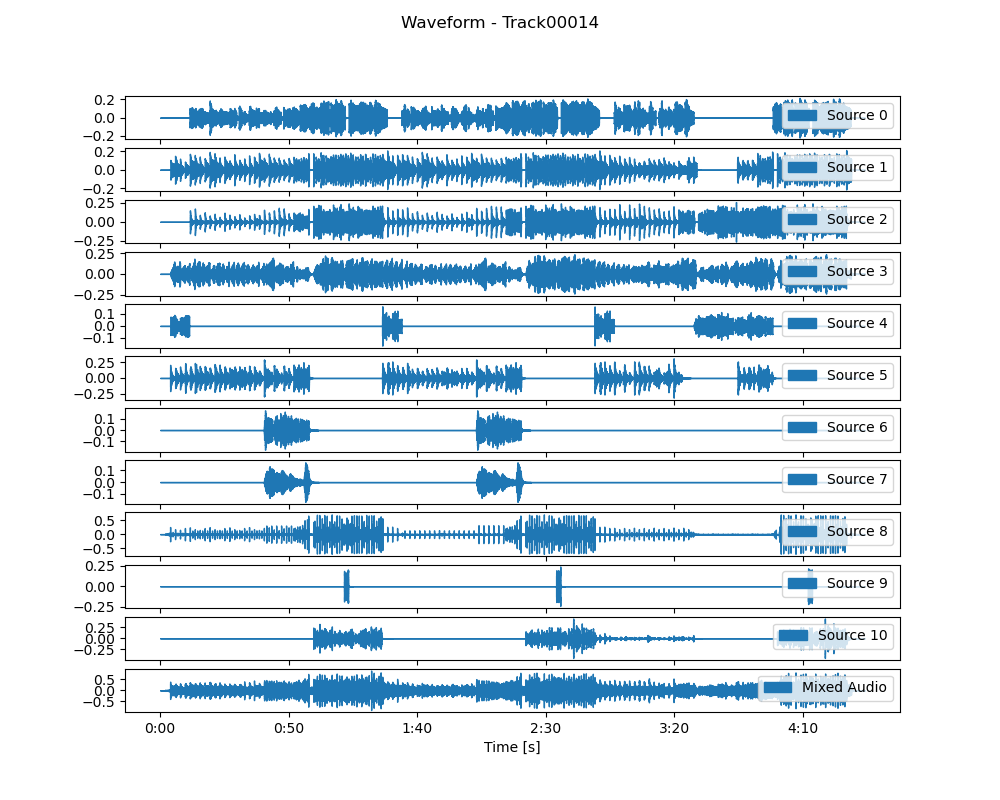 Waveform - Track00014
0.2
0.0
−0.2
Source 0
0.2
0.0
−0.2
Source 1
0.25
0.00
−0.25
Source 2
0.25
0.00
−0.25
Source 3
0.1
0.0
−0.1
Source 4
0.25
0.00
−0.25
Source 5
0.1
0.0
−0.1
Source 6
0.1
0.0
−0.1
Source 7
0.5
0.0
−0.5
Source 8
0.25
0.00
−0.25
Source 9
0.25
0.00
−0.25
Source 10
0.5
0.0
−0.5
Mixed Audio
0:00 0:50 1:40 2:30 3:20 4:10
Time [s]